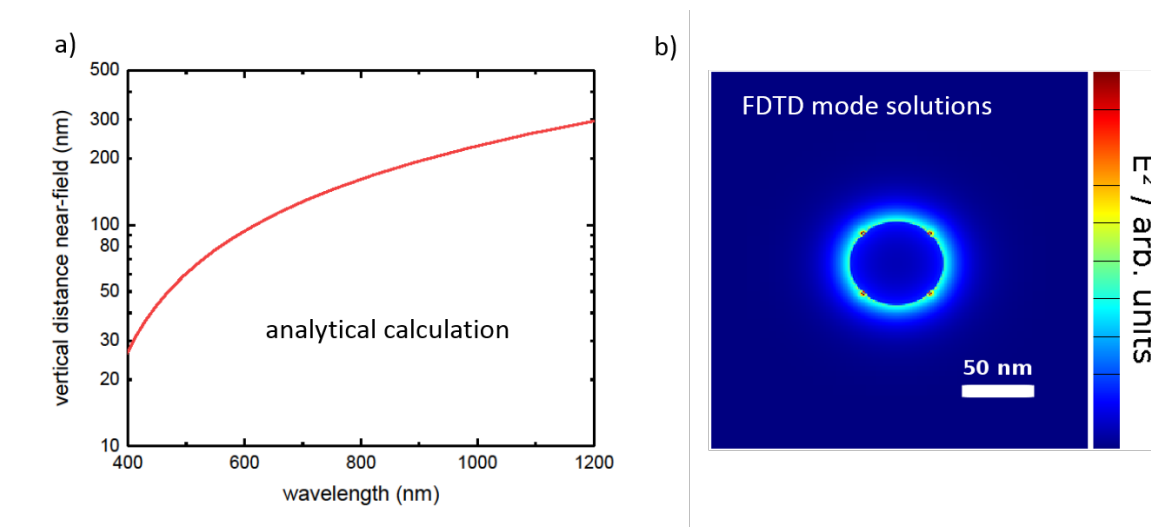 a)
500
300
200
100
80
50
30
20
10
vertical distance near-field (nm)
400
600
800
1000
1200
wavelength (nm)
analytical calculation
b)
FDTD mode solutions
50 nm
E² / arb. units